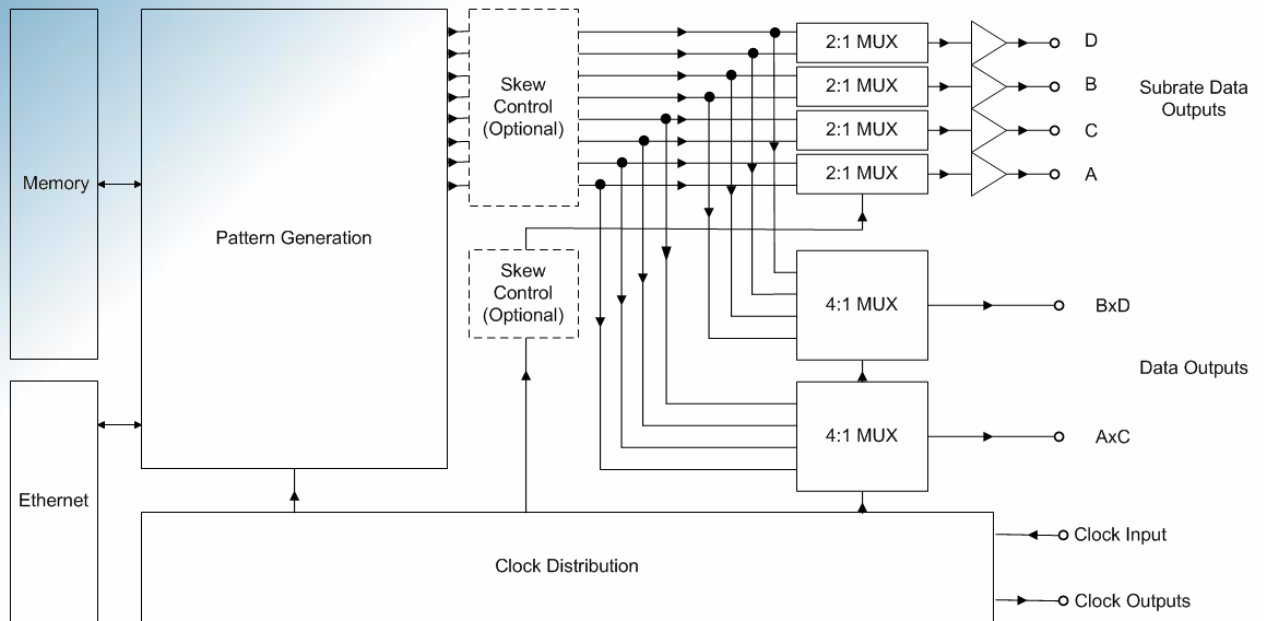 Memory
Ethernet
Pattern Generation
Skew
Control
(Optional)
Skew
Control
(Optional)
2:1 MUX
2:1 MUX
2:1 MUX
2:1 MUX
D
B
C
A
Subrate Data
Outputs
4:1 MUX
BxD
Data Outputs
4:1 MUX
AxC
Clock Distribution
Clock Input
Clock Outputs